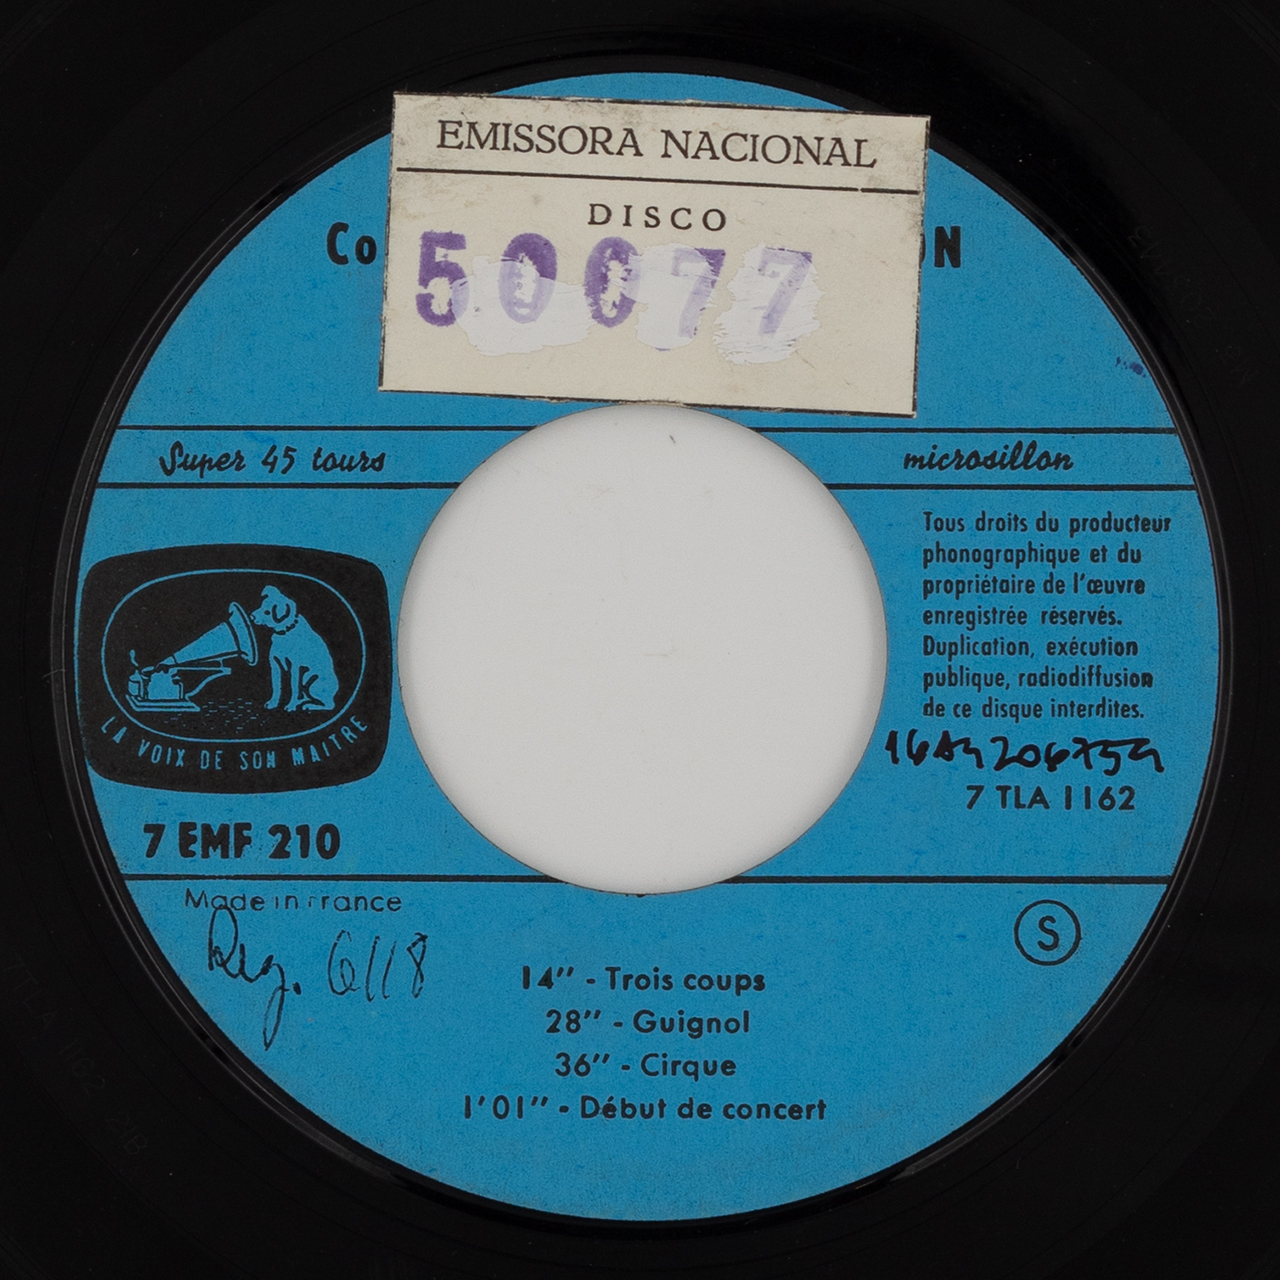 EMISSORA NACIONAL
DISCO
50077
Super 45 tours
microsillon
Tous droits du producteur
phonographique et du
propriétaire de l'œuvre
enregistrée réservés.
Duplication, exécution
publique, radiodiffusion
de ce disque interdites.
LA VOIX DE SON MAITRE
7 TLA 1162
7 EMF 210
Made in France
Reg. 6118
S
14" - Trois coups
28" - Guignol
36" - Cirque
1'01" - Début de concert